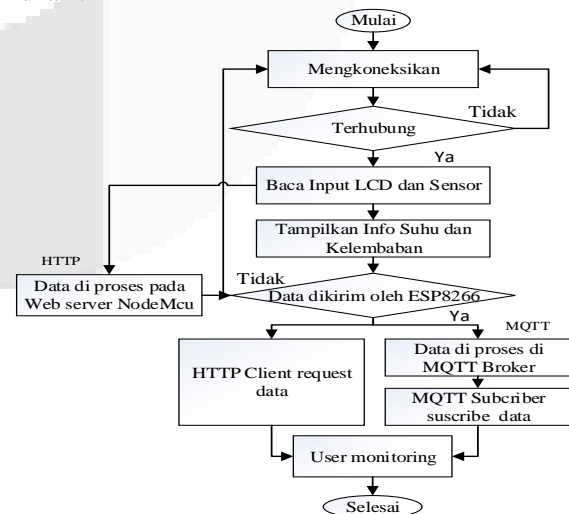 Mulai
Mengkoneksikan
Tidak
Terhubung
Ya
Baca Input LCD dan Sensor
Tampilkan Info Suhu dan
Kelembaban
HTTP
Data di proses pada
Web server NodeMcu
Tidak
Data dikirim oleh ESP8266
Ya
MQTT
HTTP Client request
data
Data di proses di
MQTT Broker
MQTT Subcriber
suscribe data
User monitoring
Selesai